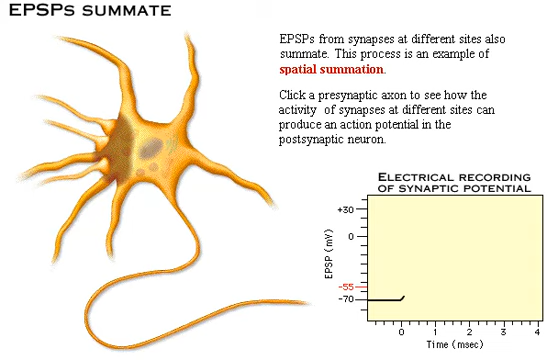 EPSPs SUMMATE
EPSPs from synapses at different sites also
summate. This process is an example of
spatial summation.
Click a presynaptic axon to see how the
activity of synapses at different sites can
produce an action potential in the
postsynaptic neuron.
ELECTRICAL RECORDING
OF SYNAPTIC POTENTIAL
EPSP (mV)
+30
0
-55
-70
0 1 2 3 4
Time (msec)